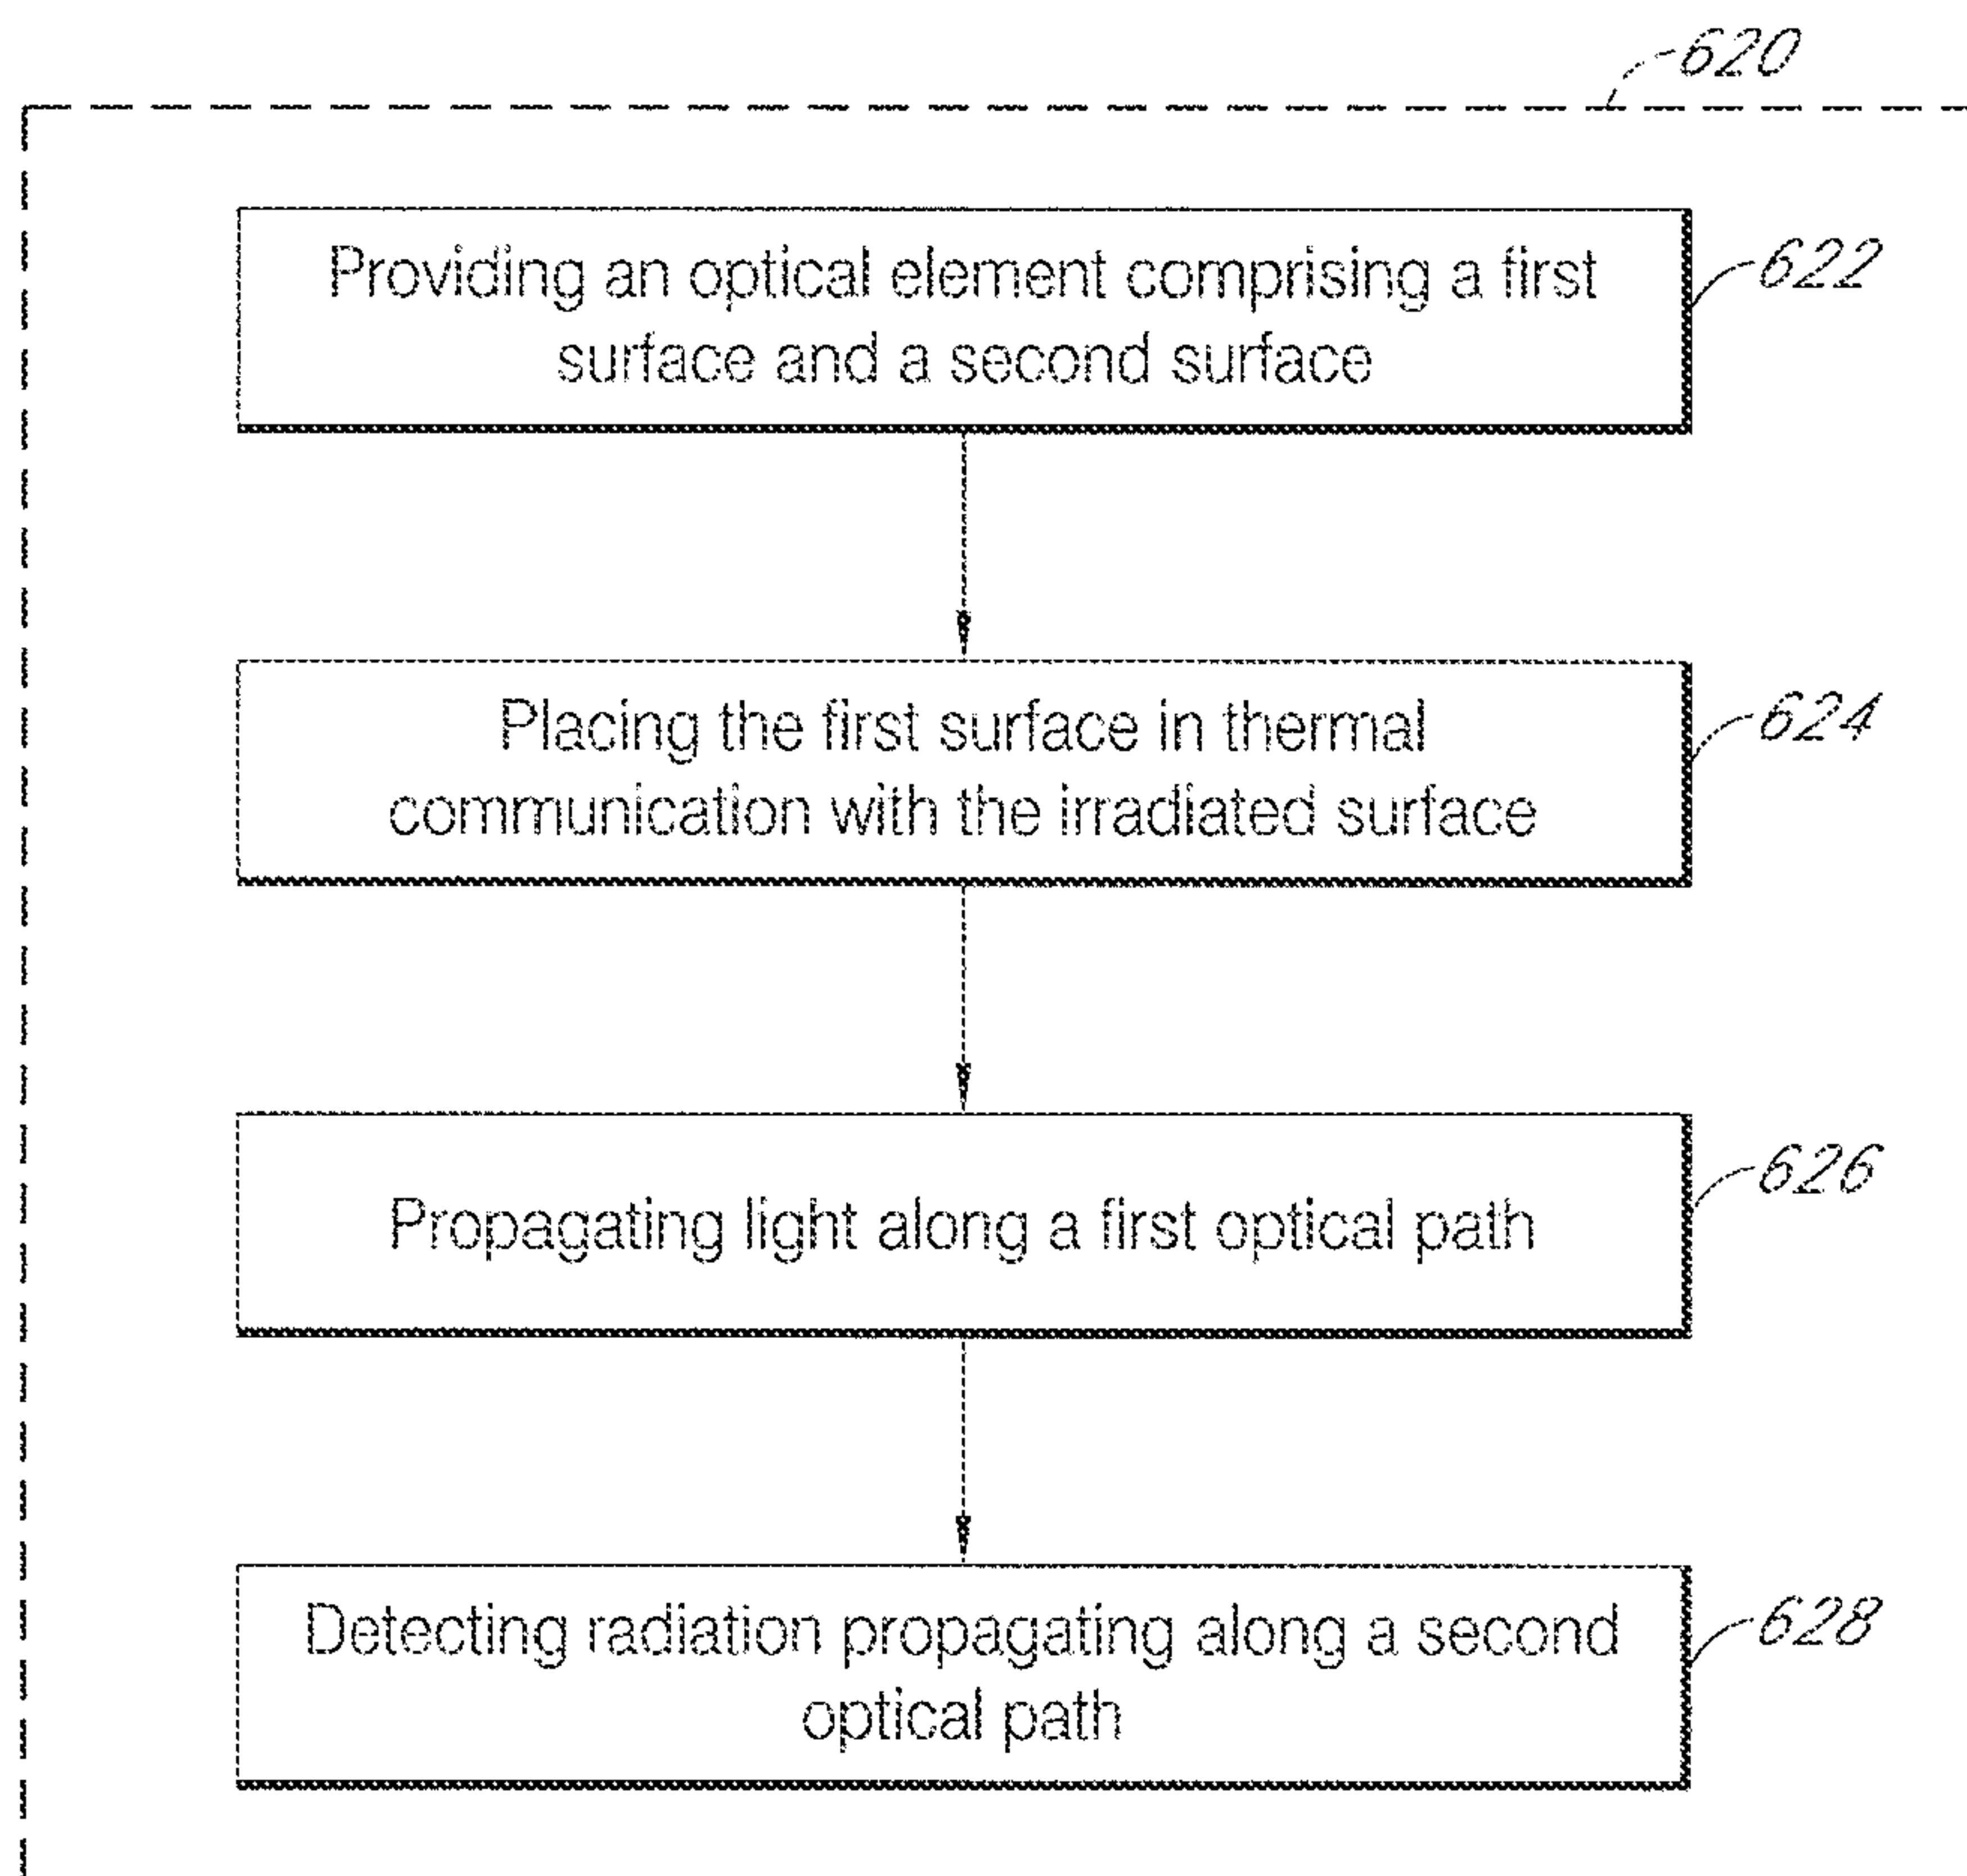 620
Providing an optical element comprising a first
surface and a second surface
622
Placing the first surface in thermal
communication with the irradiated surface
624
Propagating light along a first optical path
626
Detecting radiation propagating along a second
optical path
628